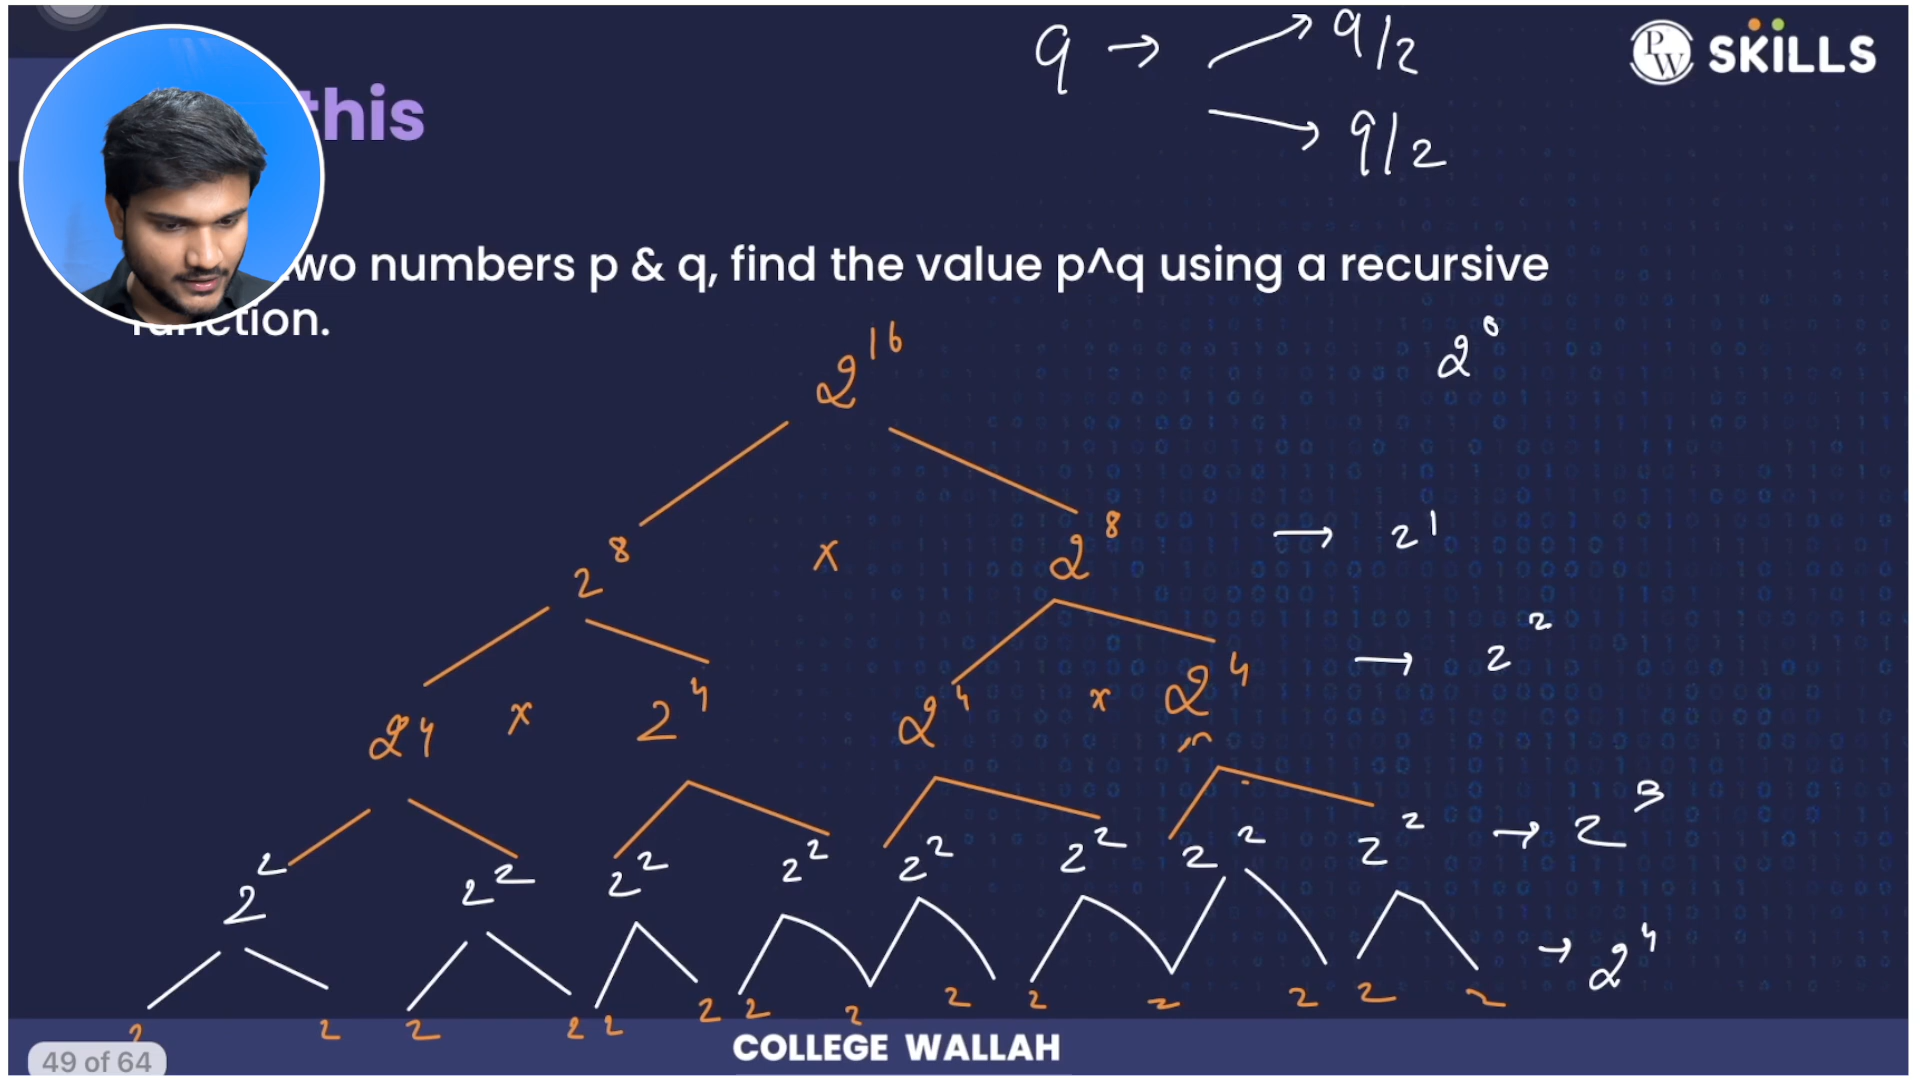 q → q/2
PW SKILLS
this
q/2
two numbers p & q, find the value p^q using a recursive
function.
2^16
2^0
2^8 x 2^8 → 2^1
2^4 x 2^4 2^4 x 2^4 → 2^2
2^2 2^2 2^2 2^2 2^2 2^2 2^2 2^2 → 2^3
→ 2^4
2 2 2 2 2 2 2 2 2 2 2 2 2 2
COLLEGE WALLAH
49 of 64